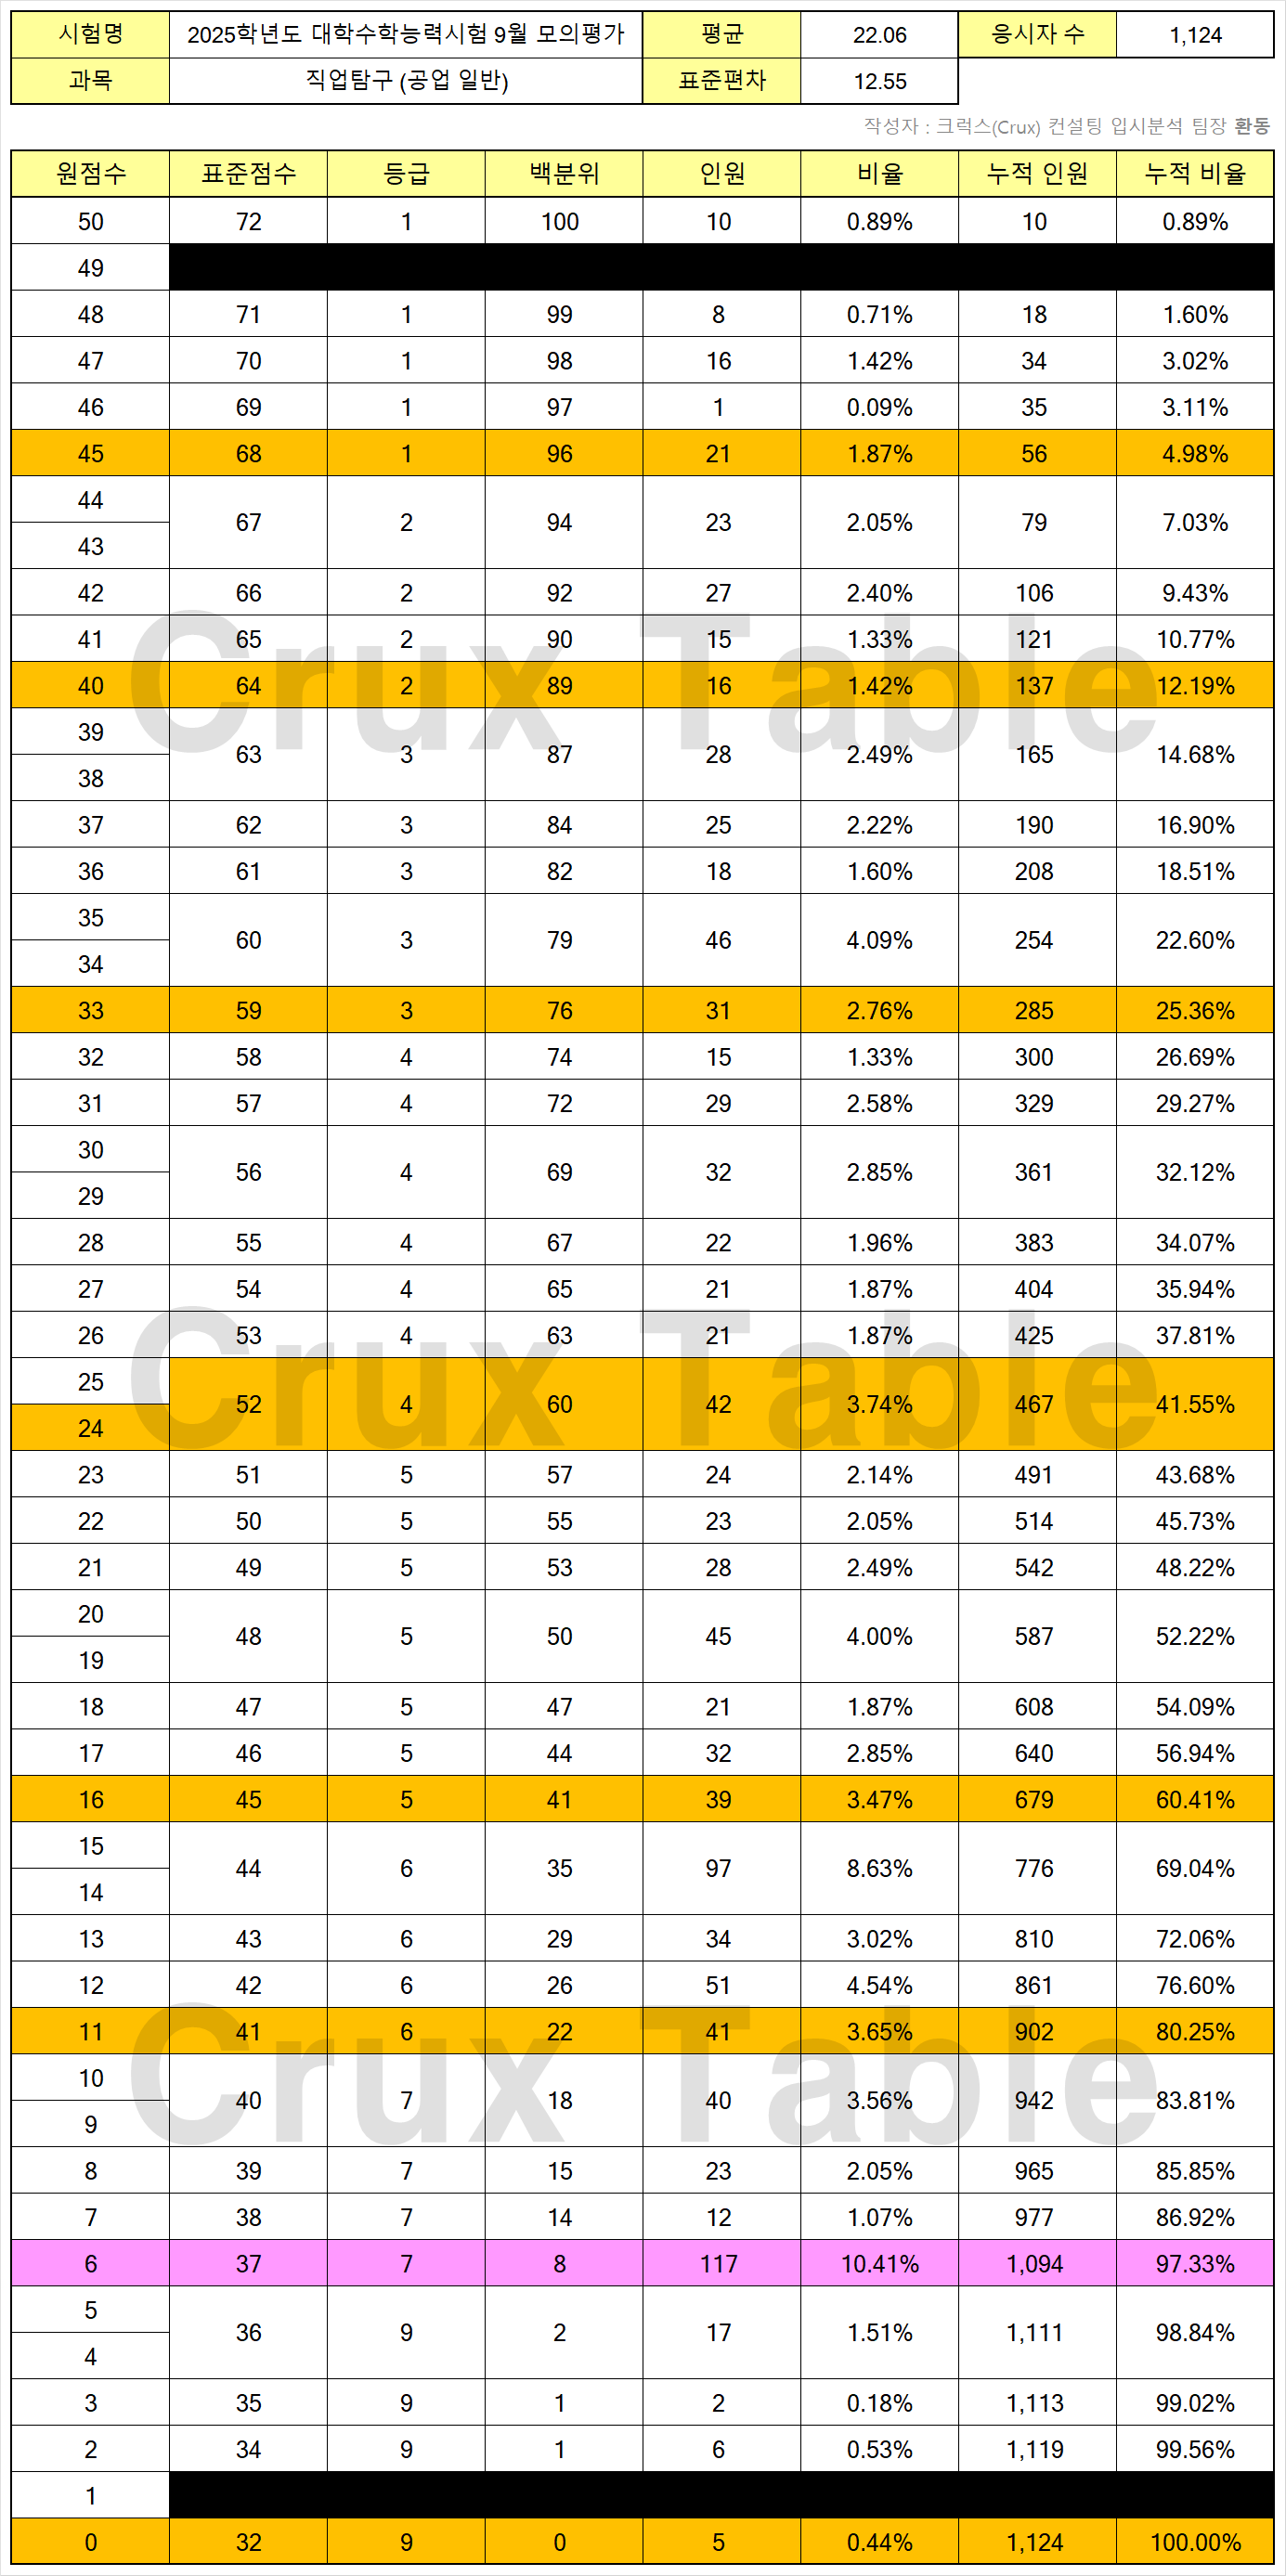 시험명 2025학년도 대학수학능력시험 9월 모의평가 평균 22.06 응시자 수 1,124
과목 직업탐구 (공업 일반) 표준편차 12.55
작성자 : 크럭스(Crux) 컨설팅 입시분석 팀장 환동
원점수 표준점수 등급 백분위 인원 비율 누적 인원 누적 비율
50 72 1 100 10 0.89% 10 0.89%
49
48 71 1 99 8 0.71% 18 1.60%
47 70 1 98 16 1.42% 34 3.02%
46 69 1 97 1 0.09% 35 3.11%
45 68 1 96 21 1.87% 56 4.98%
44
67 2 94 23 2.05% 79 7.03%
43
42 66 2 92 27 2.40% 106 9.43%
41 65 2 90 15 1.33% 121 10.77%
40 64 2 89 16 1.42% 137 12.19%
Crux Table
39
63 3 87 28 2.49% 165 14.68%
38
37 62 3 84 25 2.22% 190 16.90%
36 61 3 82 18 1.60% 208 18.51%
35
60 3 79 46 4.09% 254 22.60%
34
33 59 3 76 31 2.76% 285 25.36%
32 58 4 74 15 1.33% 300 26.69%
31 57 4 72 29 2.58% 329 29.27%
30
56 4 69 32 2.85% 361 32.12%
29
28 55 4 67 22 1.96% 383 34.07%
27 54 4 65 21 1.87% 404 35.94%
26 53 4 63 21 1.87% 425 37.81%
Crux Table
25
52 4 60 42 3.74% 467 41.55%
24
23 51 5 57 24 2.14% 491 43.68%
22 50 5 55 23 2.05% 514 45.73%
21 49 5 53 28 2.49% 542 48.22%
20
48 5 50 45 4.00% 587 52.22%
19
18 47 5 47 21 1.87% 608 54.09%
17 46 5 44 32 2.85% 640 56.94%
16 45 5 41 39 3.47% 679 60.41%
15
44 6 35 97 8.63% 776 69.04%
14
13 43 6 29 34 3.02% 810 72.06%
12 42 6 26 51 4.54% 861 76.60%
11 41 6 22 41 3.65% 902 80.25%
Crux Table
10
40 7 18 40 3.56% 942 83.81%
9
8 39 7 15 23 2.05% 965 85.85%
7 38 7 14 12 1.07% 977 86.92%
6 37 7 8 117 10.41% 1,094 97.33%
5
36 9 2 17 1.51% 1,111 98.84%
4
3 35 9 1 2 0.18% 1,113 99.02%
2 34 9 1 6 0.53% 1,119 99.56%
1
0 32 9 0 5 0.44% 1,124 100.00%